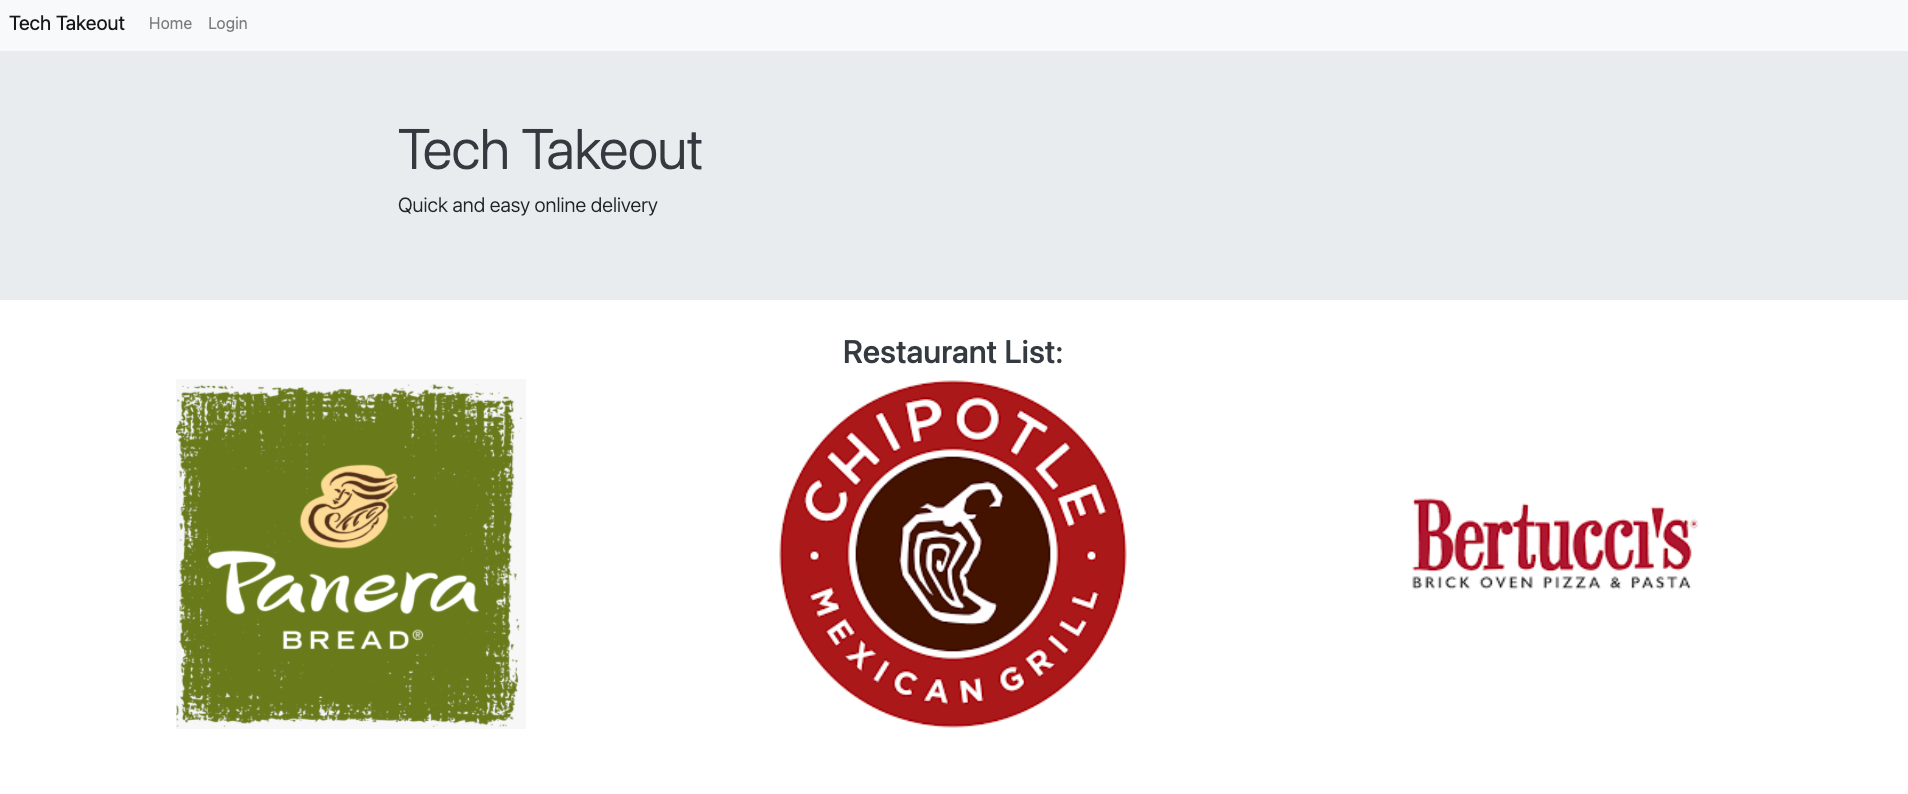 Tech Takeout Home Login
Tech Takeout
Quick and easy online delivery
Restaurant List:
Panera
BREAD®
CHIPOTLE
MEXICAN GRILL
Bertucci's®
BRICK OVEN PIZZA & PASTA